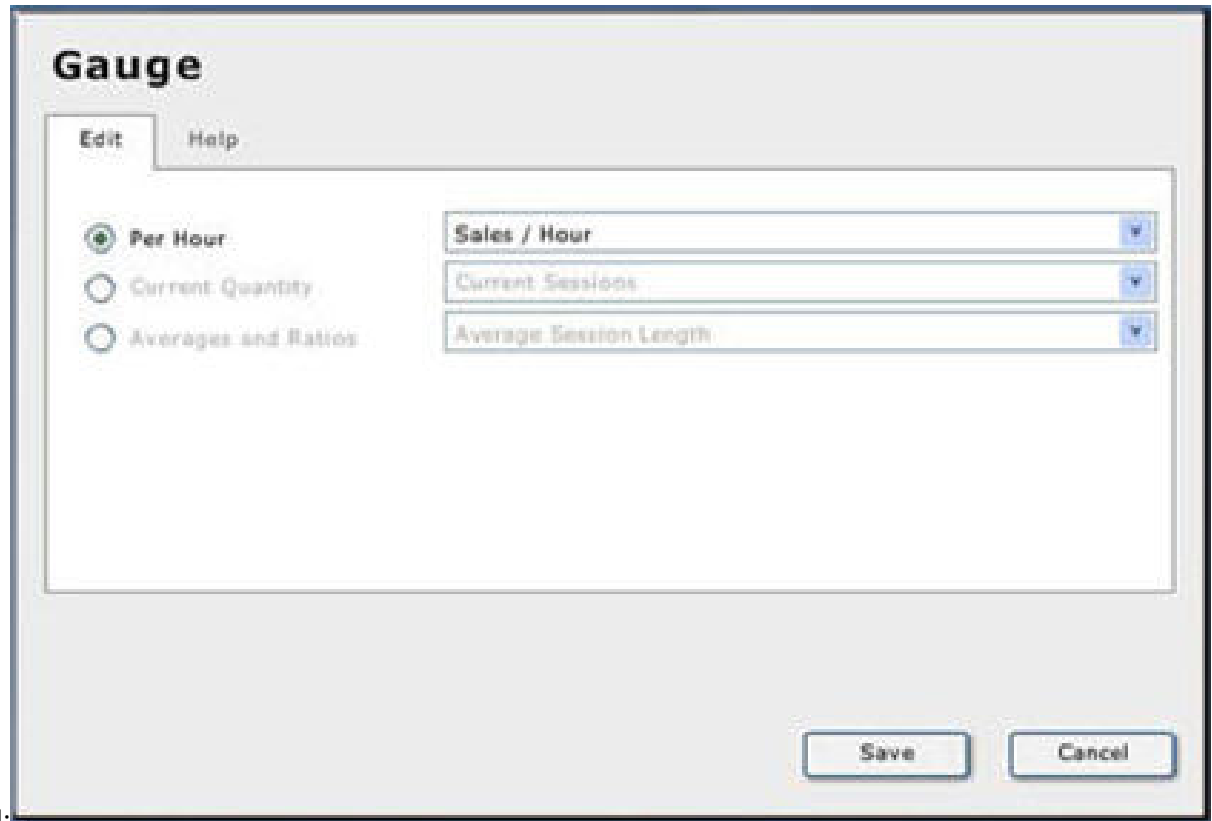 Gauge
Edit Help
Per Hour Sales / Hour
Current Quantity Current Sessions
Averages and Ratios Average Session Length
Save Cancel